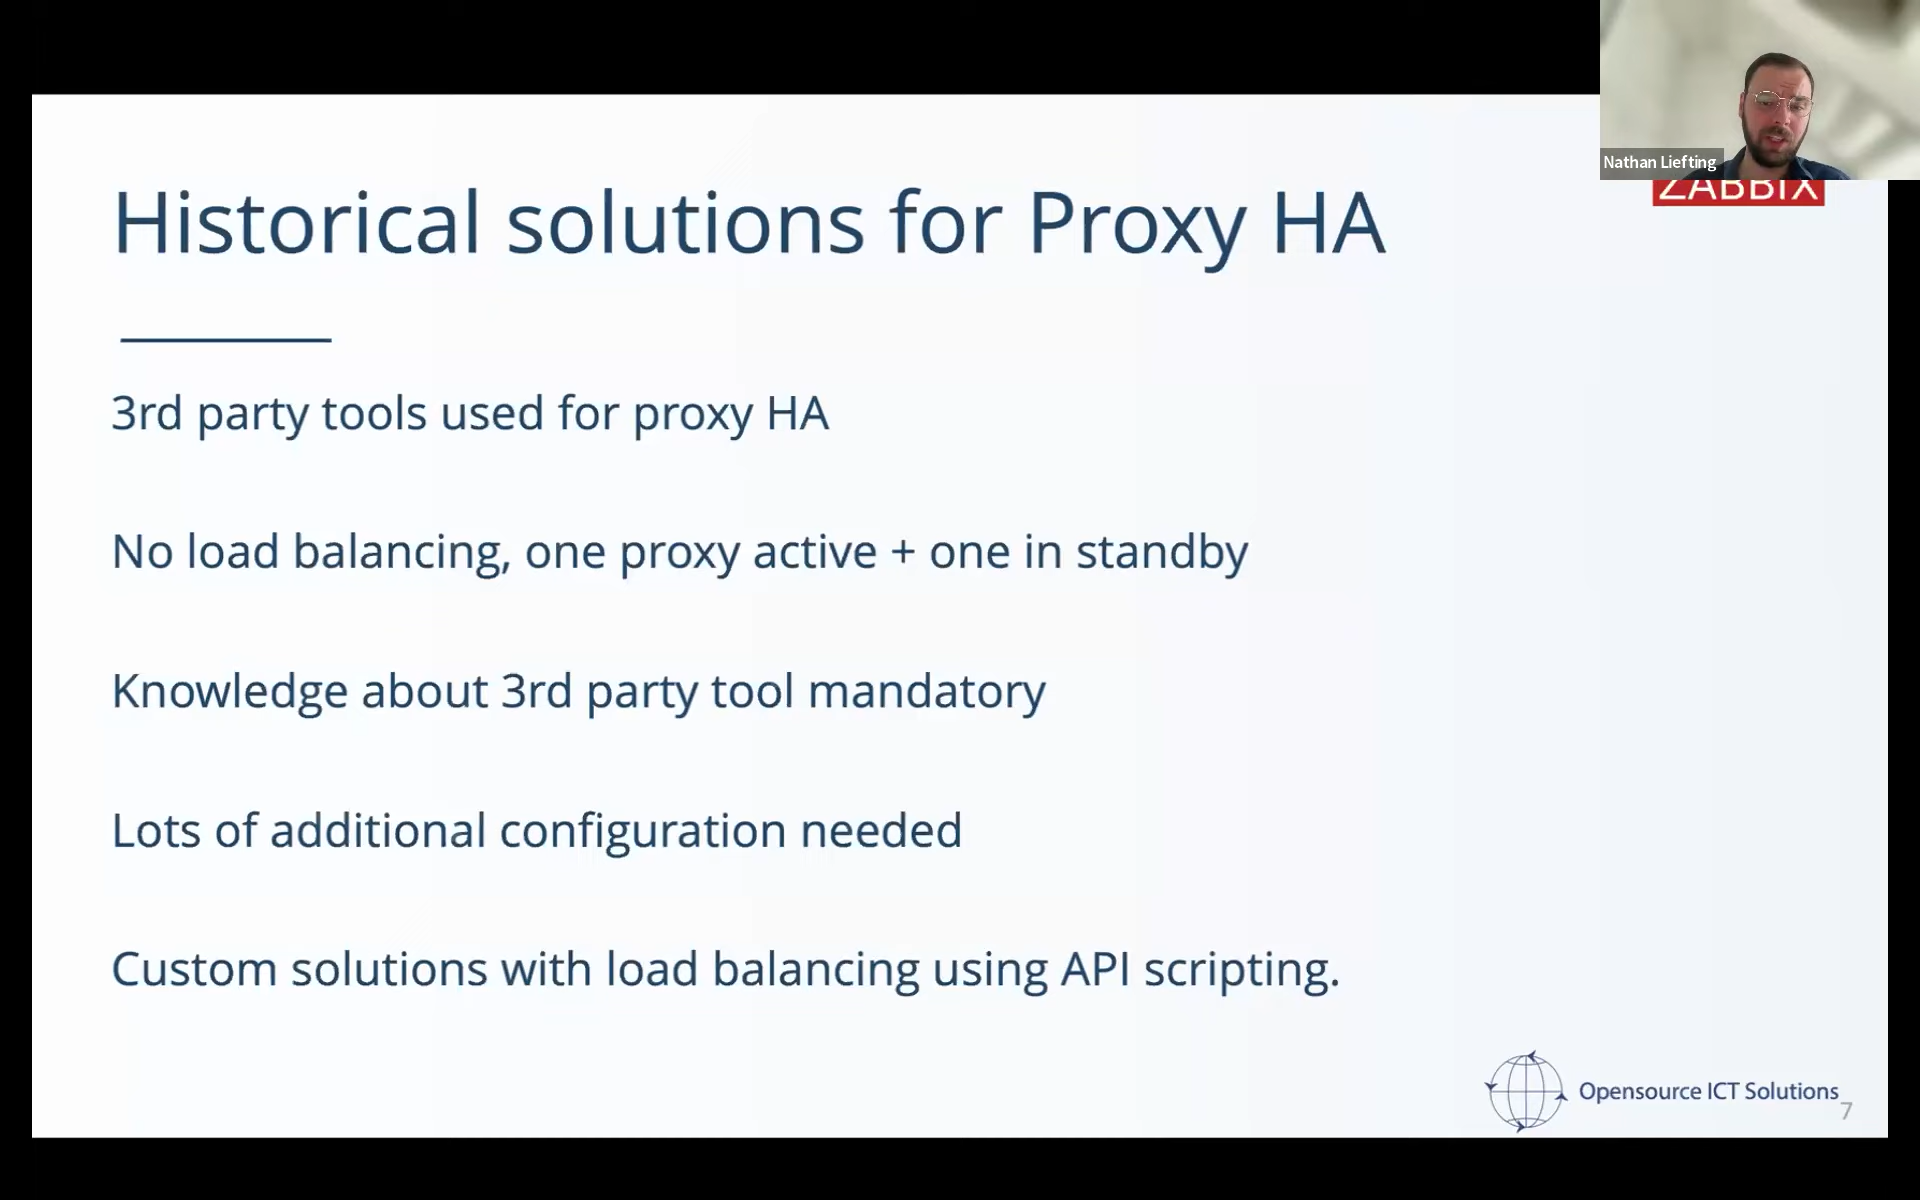 Nathan Liefting
ZABBIX
Historical solutions for Proxy HA
3rd party tools used for proxy HA
No load balancing, one proxy active + one in standby
Knowledge about 3rd party tool mandatory
Lots of additional configuration needed
Custom solutions with load balancing using API scripting.
Opensource ICT Solutions
7